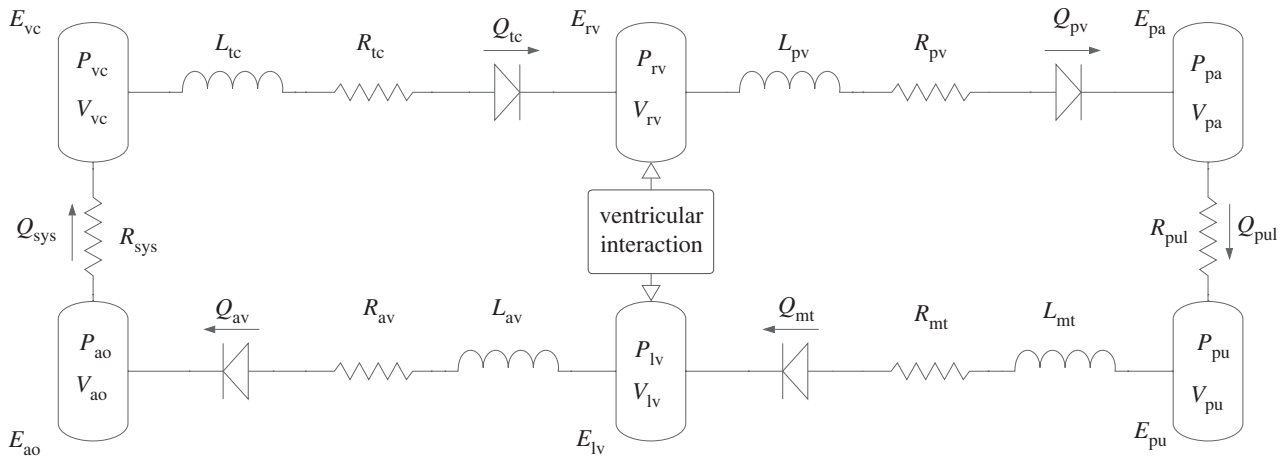 E_vc
P_vc
V_vc
L_tc
R_tc
Q_tc
E_rv
P_rv
V_rv
L_pv
R_pv
Q_pv
E_pa
P_pa
V_pa
Q_sys
R_sys
ventricular
interaction
R_pul
Q_pul
P_ao
V_ao
E_ao
Q_av
R_av
L_av
P_lv
V_lv
E_lv
Q_mt
R_mt
L_mt
P_pu
V_pu
E_pu